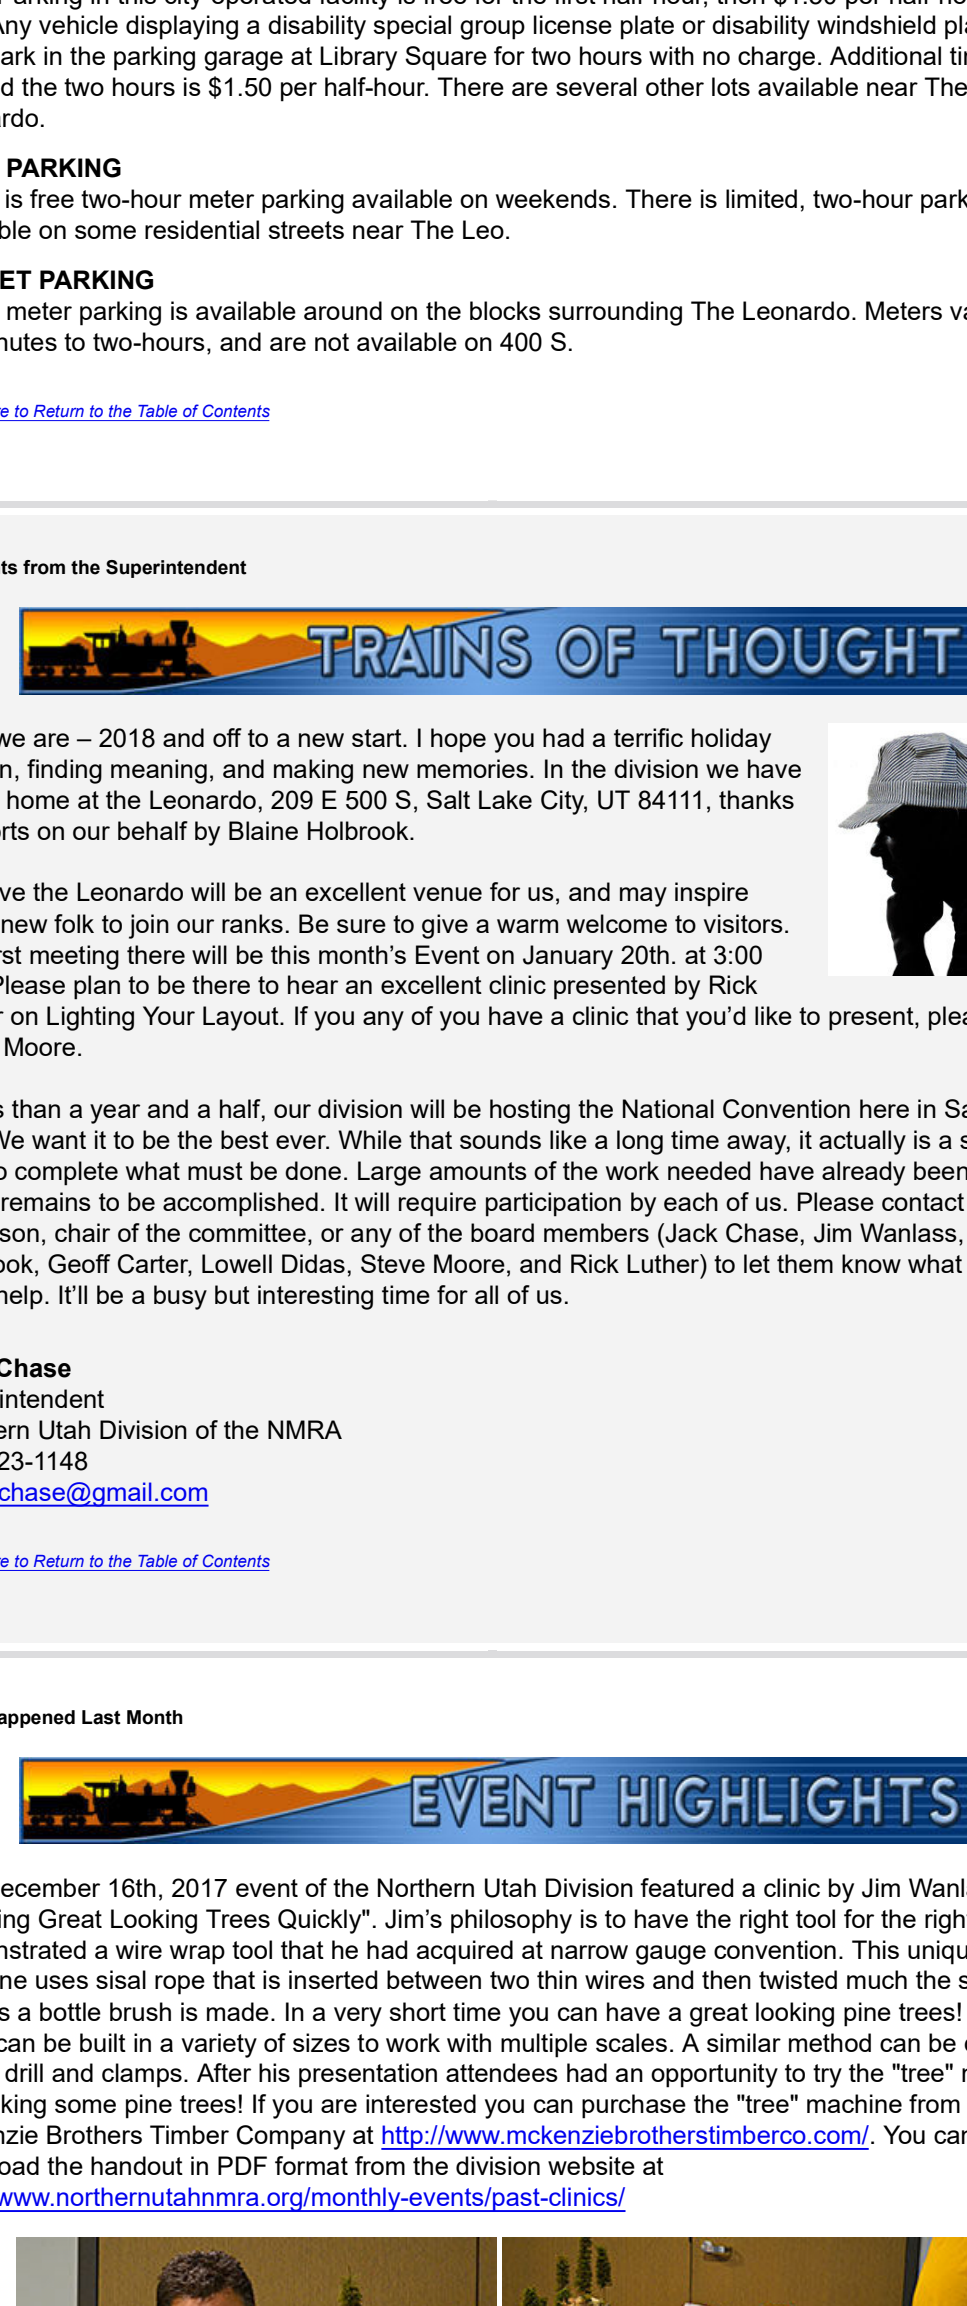 parking in this city operated facility is free for the first half hour, then $1.50 per half
Any vehicle displaying a disability special group license plate or disability windshield
ark in the parking garage at Library Square for two hours with no charge. Additional
d the two hours is $1.50 per half-hour. There are several other lots available near The
rdo.
PARKING
is free two-hour meter parking available on weekends. There is limited, two-hour park
ble on some residential streets near The Leo.
ET PARKING
meter parking is available around on the blocks surrounding The Leonardo. Meters va
nutes to two-hours, and are not available on 400 S.
e to Return to the Table of Contents
ts from the Superintendent
TRAINS OF THOUGHT
we are – 2018 and off to a new start. I hope you had a terrific holiday
n, finding meaning, and making new memories. In the division we have
home at the Leonardo, 209 E 500 S, Salt Lake City, UT 84111, thanks
rts on our behalf by Blaine Holbrook.
ve the Leonardo will be an excellent venue for us, and may inspire
new folk to join our ranks. Be sure to give a warm welcome to visitors.
rst meeting there will be this month's Event on January 20th. at 3:00
Please plan to be there to hear an excellent clinic presented by Rick
r on Lighting Your Layout. If you any of you have a clinic that you'd like to present, plea
Moore.
s than a year and a half, our division will be hosting the National Convention here in Sa
We want it to be the best ever. While that sounds like a long time away, it actually is a s
o complete what must be done. Large amounts of the work needed have already been
remains to be accomplished. It will require participation by each of us. Please contact
son, chair of the committee, or any of the board members (Jack Chase, Jim Wanlass,
ook, Geoff Carter, Lowell Didas, Steve Moore, and Rick Luther) to let them know what
help. It'll be a busy but interesting time for all of us.
Chase
intendent
ern Utah Division of the NMRA
23-1148
chase@gmail.com
e to Return to the Table of Contents
appened Last Month
EVENT HIGHLIGHTS
ecember 16th, 2017 event of the Northern Utah Division featured a clinic by Jim Wanl
ing Great Looking Trees Quickly". Jim's philosophy is to have the right tool for the right
nstrated a wire wrap tool that he had acquired at narrow gauge convention. This uniqu
ne uses sisal rope that is inserted between two thin wires and then twisted much the s
s a bottle brush is made. In a very short time you can have a great looking pine trees!
can be built in a variety of sizes to work with multiple scales. A similar method can be
drill and clamps. After his presentation attendees had an opportunity to try the "tree"
king some pine trees! If you are interested you can purchase the "tree" machine from
nzie Brothers Timber Company at http://www.mckenziebrotherstimberco.com/. You can
oad the handout in PDF format from the division website at
www.northernutahnmra.org/monthly-events/past-clinics/